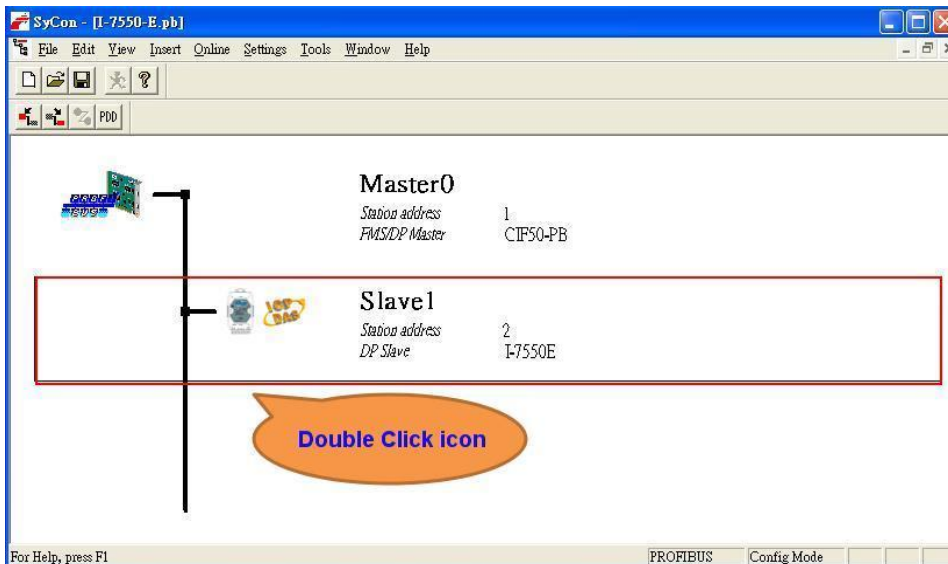 SyCon - [I-7550-E.pb]
File Edit View Insert Online Settings Tools Window Help
PDD
Master0
Station address 1
FMS/DP Master CIF50-PB
ICP
DAS
Slave1
Station address 2
DP Slave I-7550E
Double Click icon
For Help, press F1
PROFIBUS Config Mode